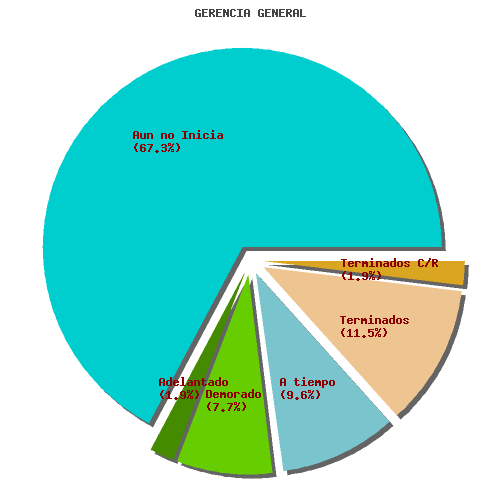 GERENCIA GENERAL
Aun no Inicia
(67.3%)
Terminados C/R
(1.9%)
Terminados
(11.5%)
A tiempo
(9.6%)
Demorado
(7.7%)
Adelantado
(1.9%)